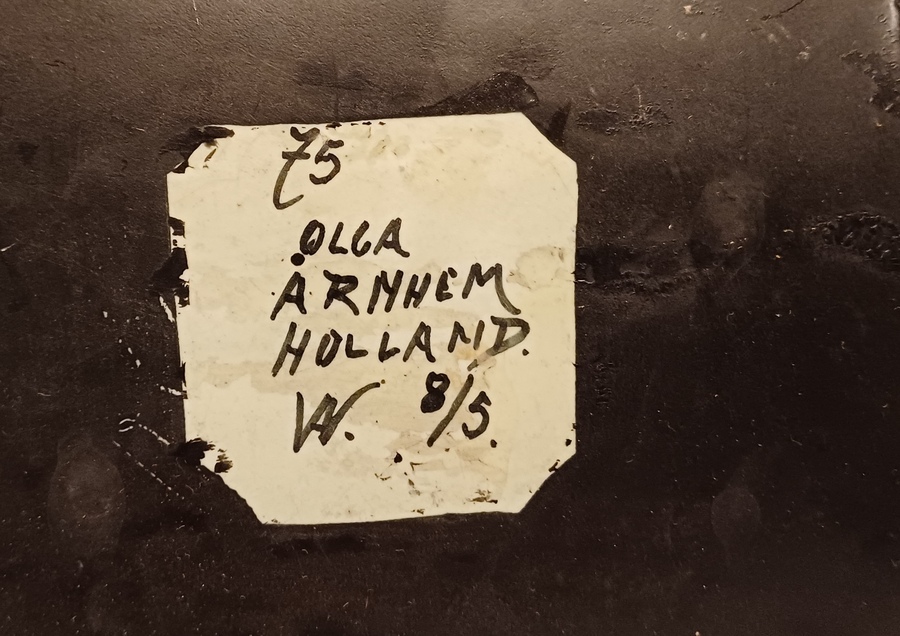 75
OLGA
ARNHEM
HOLLAND.
W. 8/5.